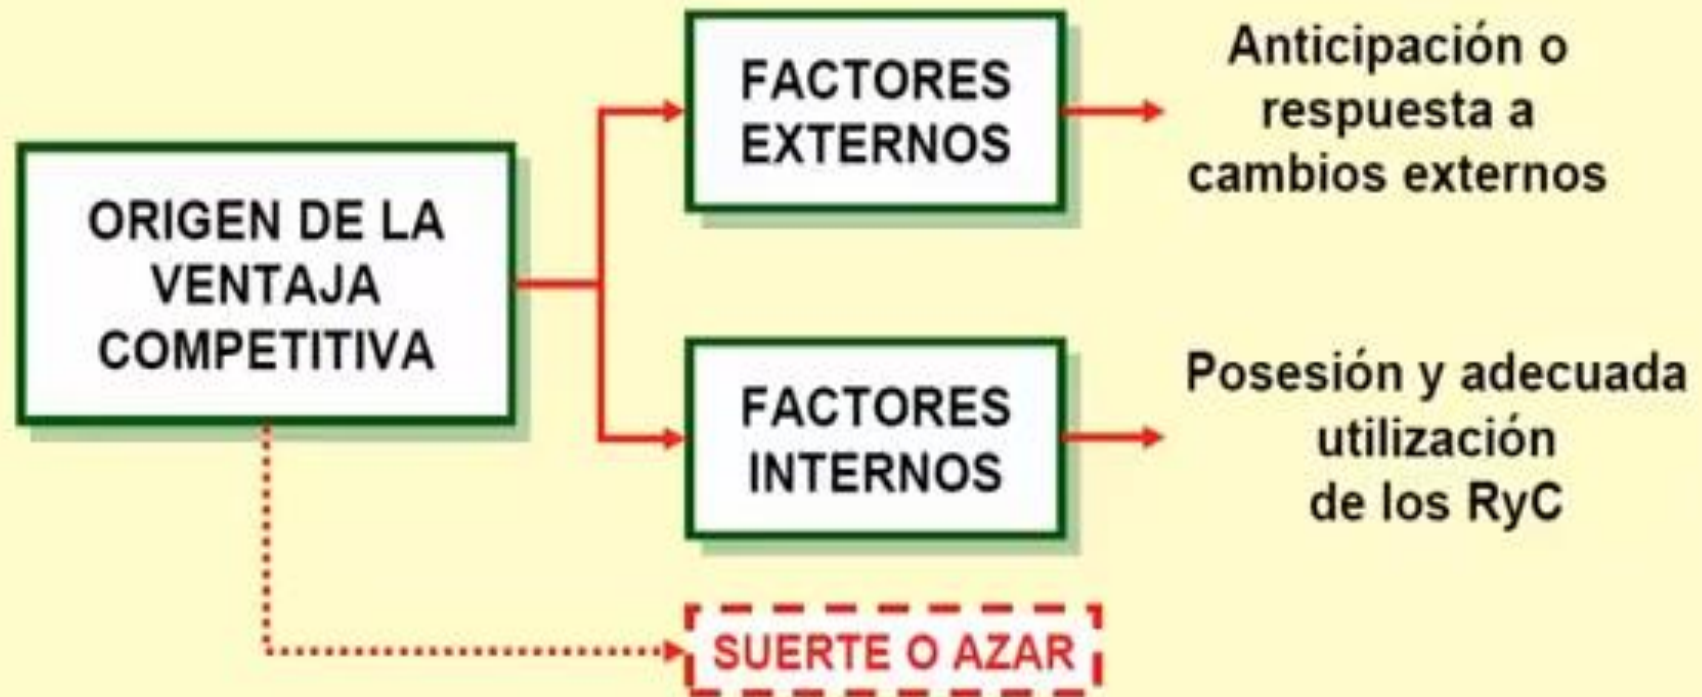 ORIGEN DE LA
VENTAJA
COMPETITIVA
FACTORES
EXTERNOS
Anticipación o
respuesta a
cambios externos
FACTORES
INTERNOS
Posesión y adecuada
utilización
de los RyC
SUERTE O AZAR